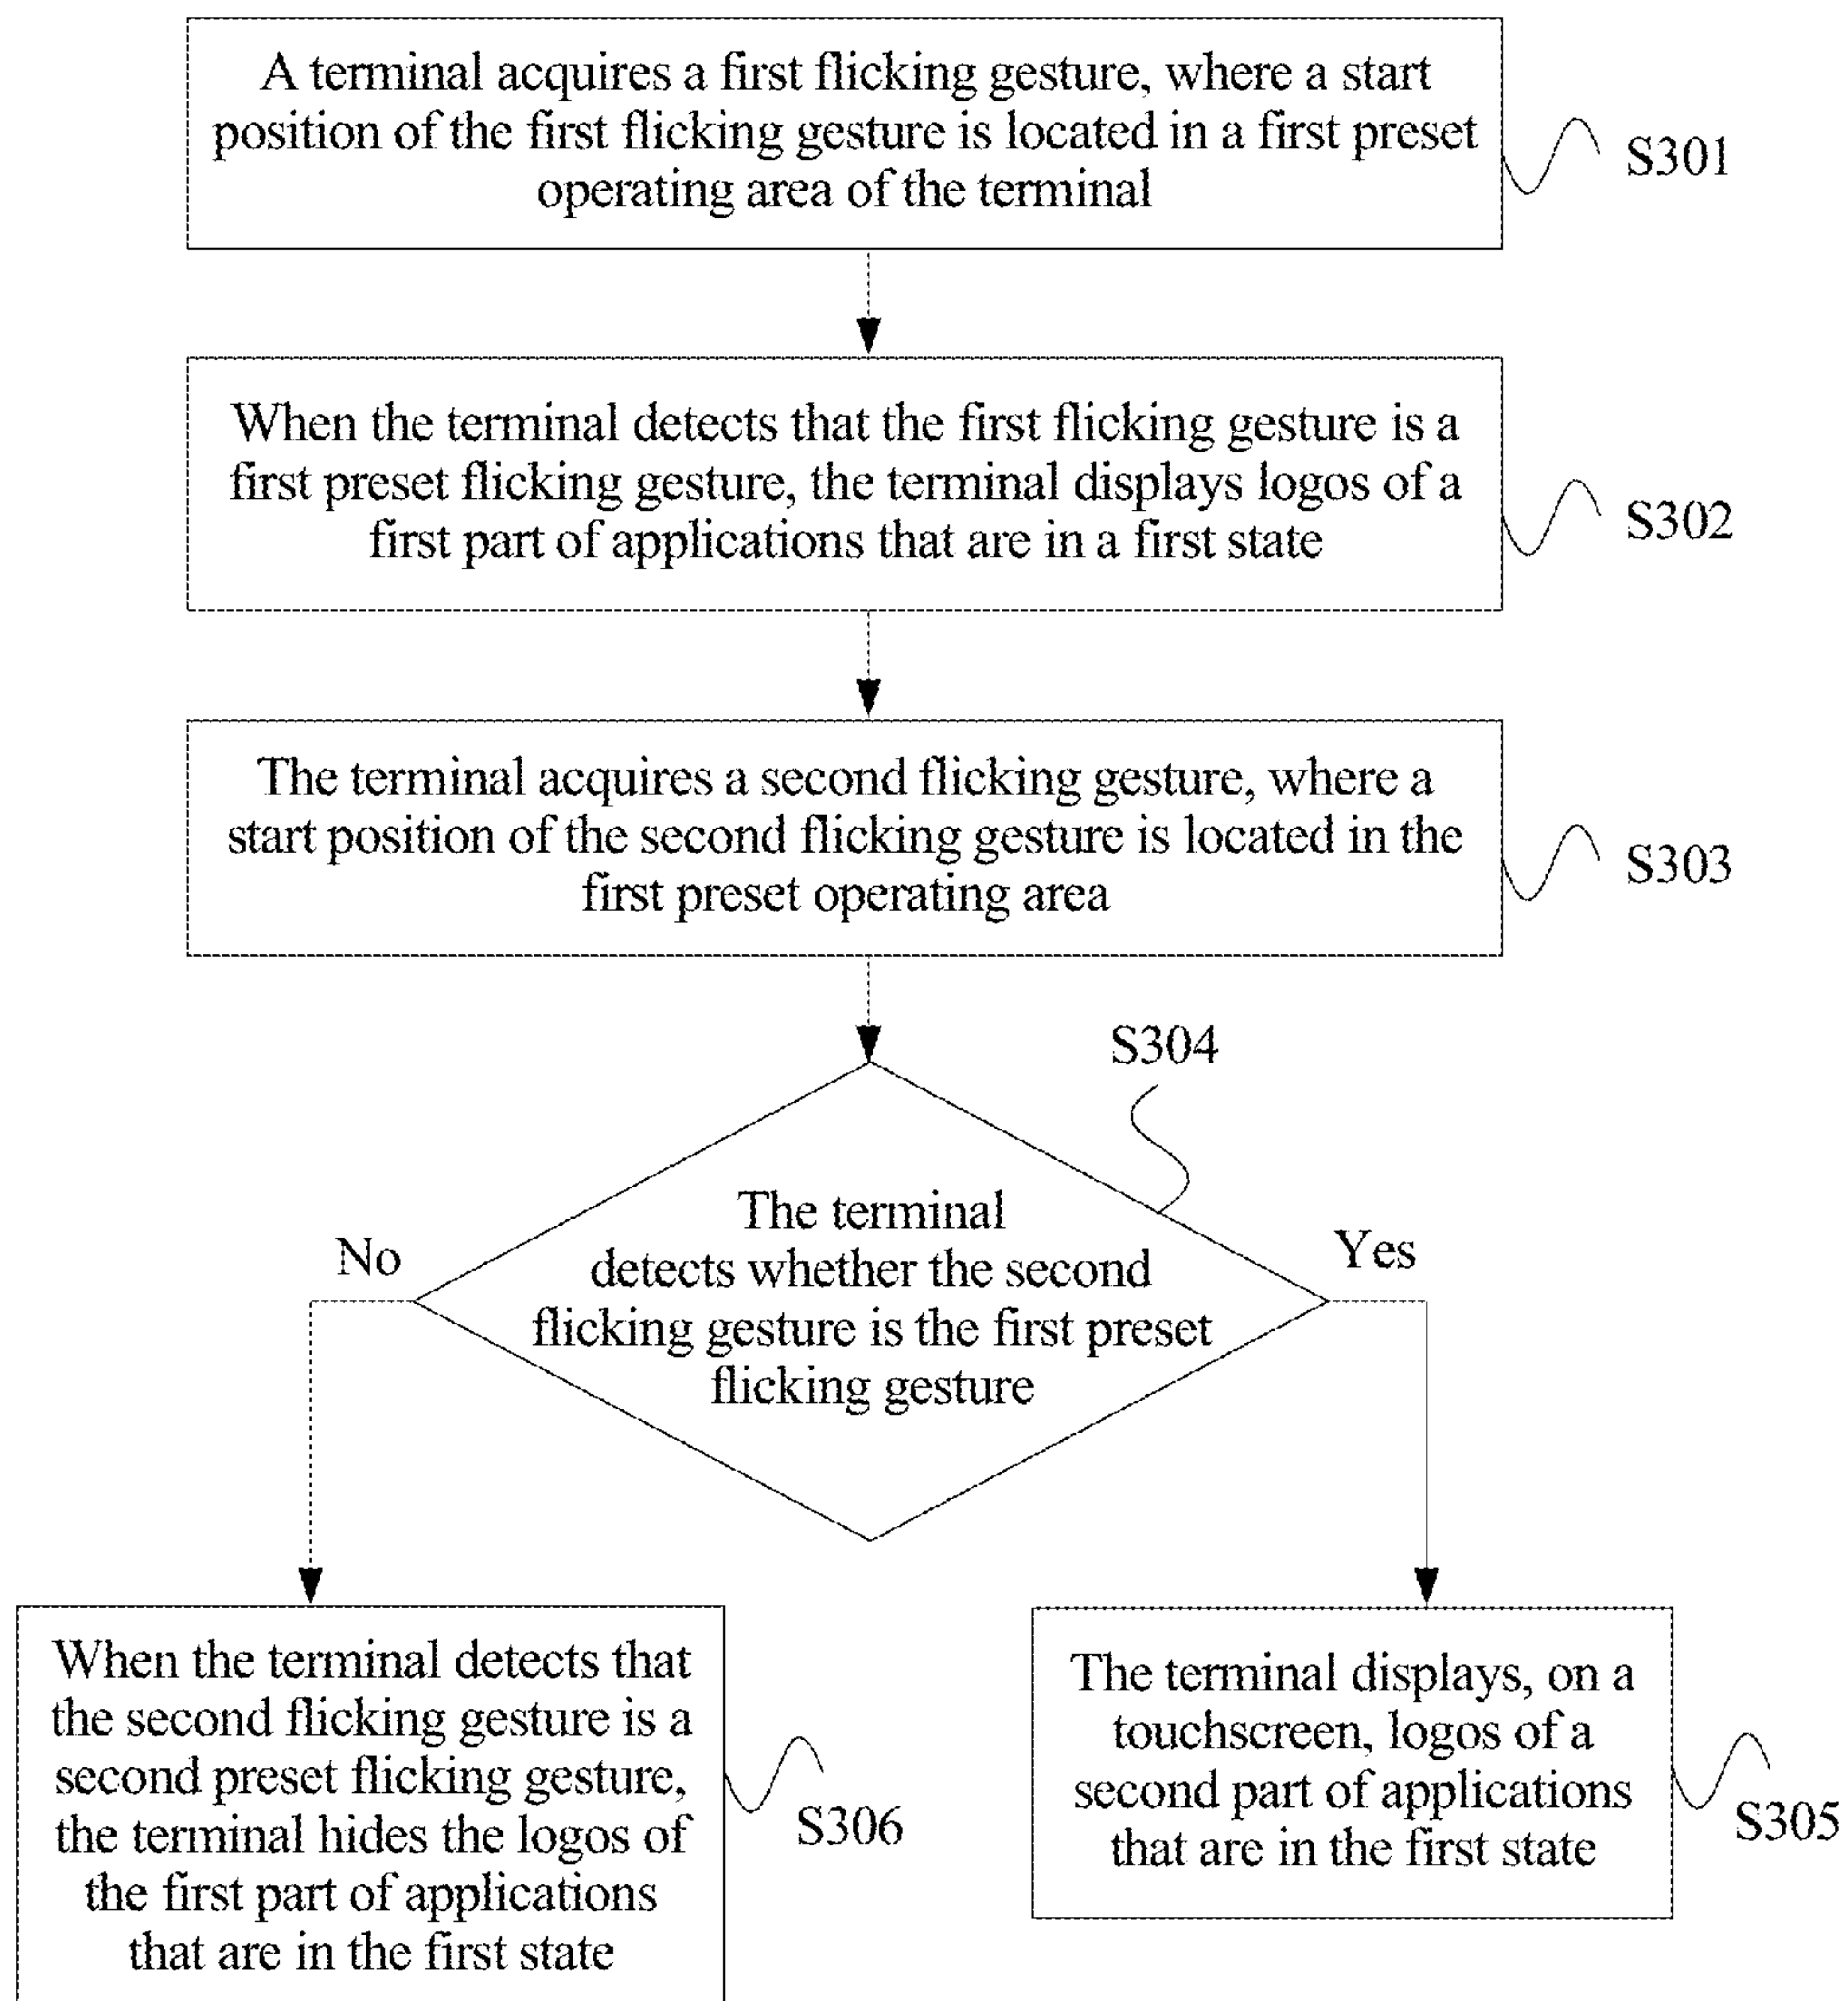 A terminal acquires a first flicking gesture, where a start
position of the first flicking gesture is located in a first preset
operating area of the terminal
S301
When the terminal detects that the first flicking gesture is a
first preset flicking gesture, the terminal displays logos of a
first part of applications that are in a first state
S302
The terminal acquires a second flicking gesture, where a
start position of the second flicking gesture is located in the
first preset operating area
S303
S304
The terminal
detects whether the second
flicking gesture is the first preset
flicking gesture
No
Yes
When the terminal detects that
the second flicking gesture is a
second preset flicking gesture,
the terminal hides the logos of
the first part of applications
that are in the first state
S306
The terminal displays, on a
touchscreen, logos of a
second part of applications
that are in the first state
S305